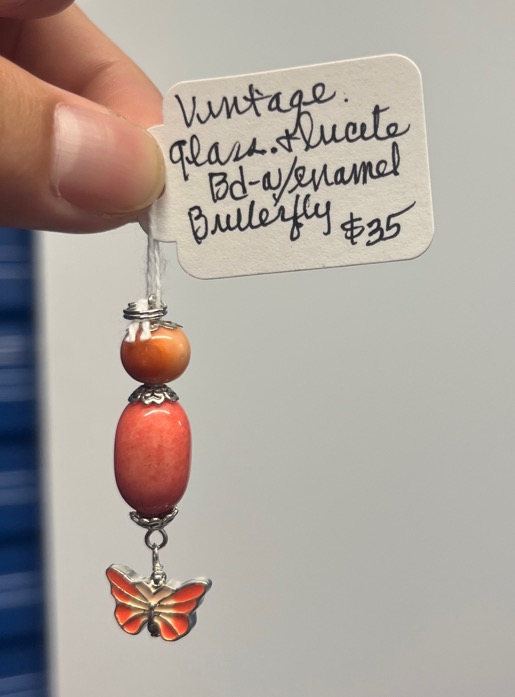 Vintage.
glass. & Lucite
Bd-w/enamel
Butterfly $35